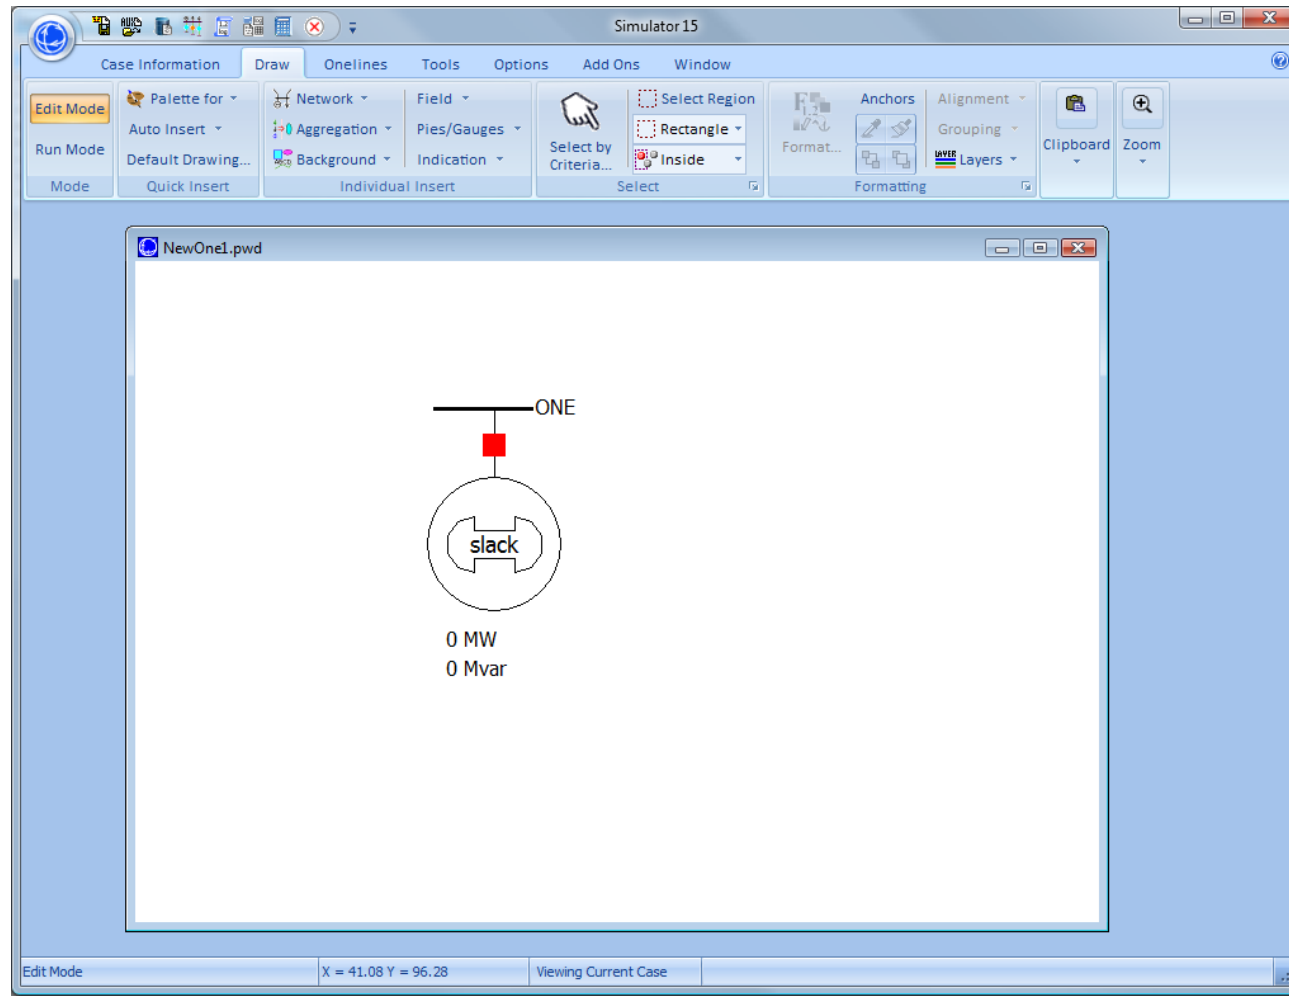 Simulator 15
Case Information Draw Onelines Tools Options Add Ons Window
Edit Mode
Run Mode
Mode
Palette for
Auto Insert
Default Drawing...
Quick Insert
Network
Aggregation
Background
Field
Pies/Gauges
Indication
Individual Insert
Select by
Criteria...
Select Region
Rectangle
Inside
Select
Format...
Anchors
Alignment
Grouping
Layers
Formatting
Clipboard
Zoom
NewOne1.pwd
ONE
slack
0 MW
0 Mvar
Edit Mode X = 41.08 Y = 96.28 Viewing Current Case